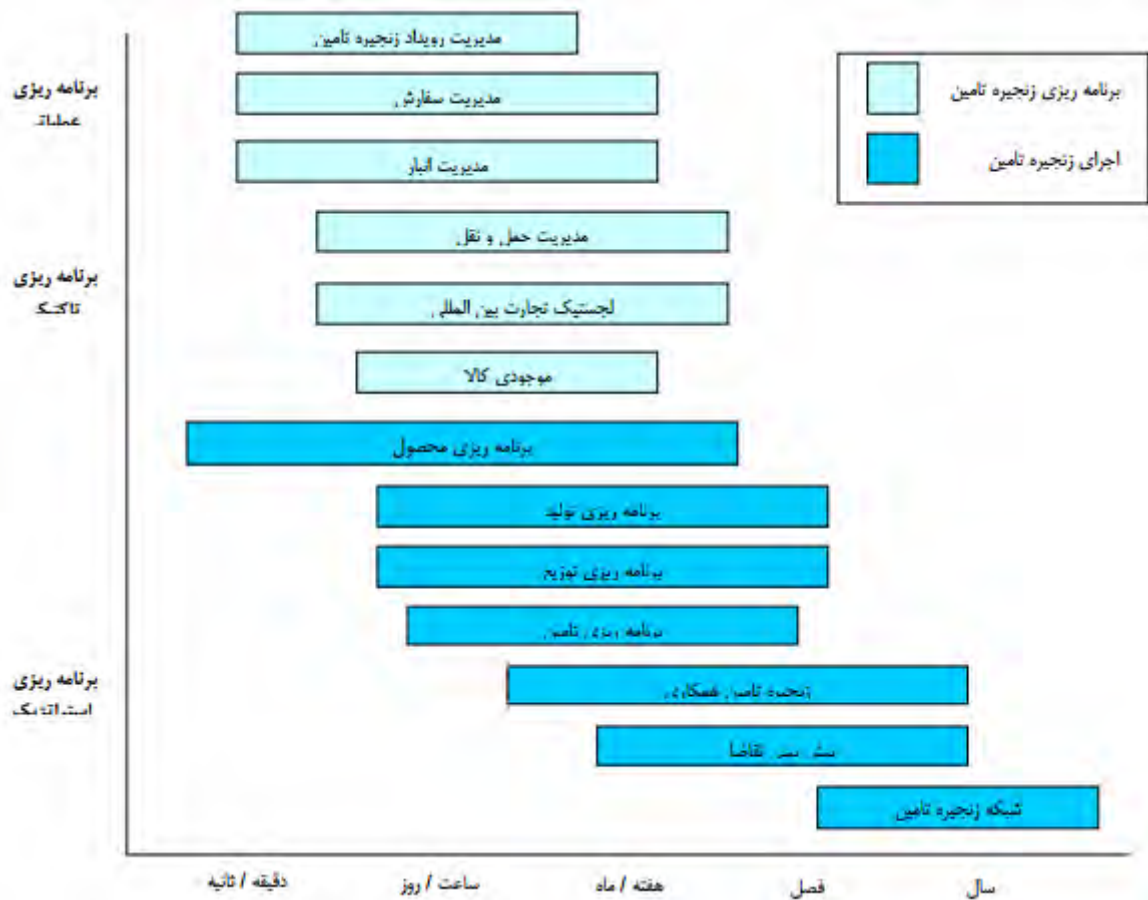 مدیریت رویداد زنجیره تامین
مدیریت سفارش
مدیریت انبار
مدیریت حمل و نقل
لجستیک تجارت بین المللی
موجودی کالا
برنامه ریزی محصول
برنامه ریزی تولید
برنامه ریزی توزیع
برنامه ریزی تامین
زنجیره تامین همکاری
پیش بینی تقاضا
شبکه زنجیره تامین
برنامه ریزی زنجیره تامین
اجرای زنجیره تامین
برنامه ریزی
عملیاتی
برنامه ریزی
تاکتیک
برنامه ریزی
استراتژیک
دقیقه / ثانیه
ساعت / روز
هفته / ماه
فصل
سال